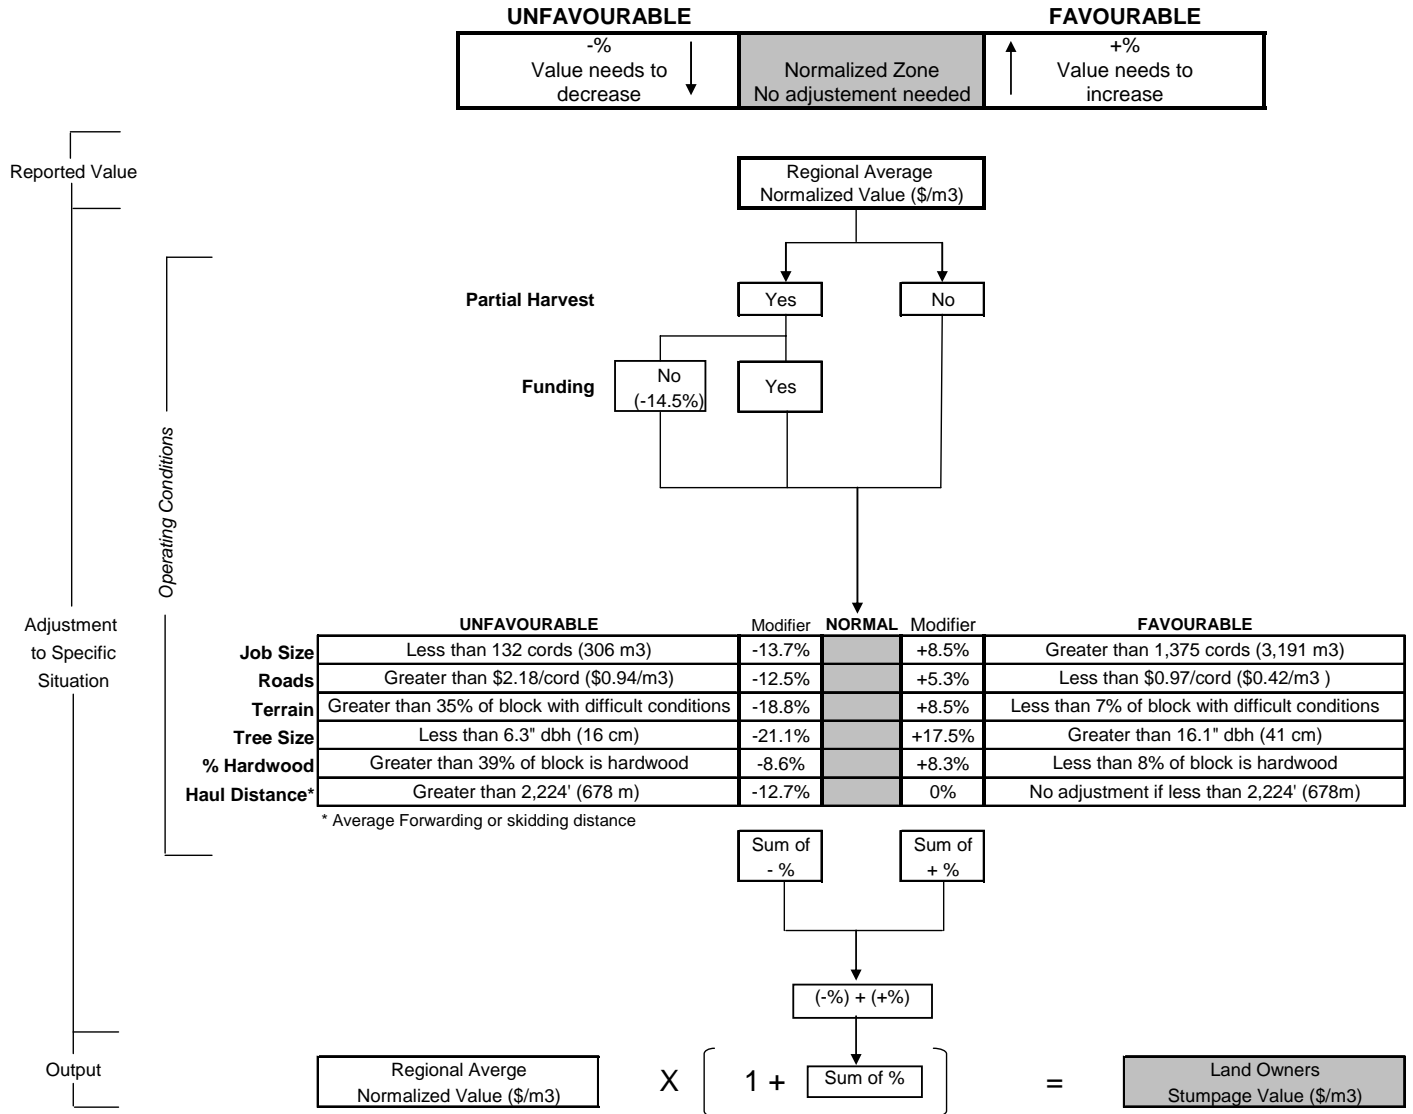 UNFAVOURABLE FAVOURABLE
-% +%
Value needs to Normalized Zone Value needs to
decrease No adjustement needed increase
Reported Value
Regional Average
Normalized Value ($/m3)
Partial Harvest Yes No
Funding No Yes
(-14.5%)
Operating Conditions
Adjustment
to Specific
Situation
UNFAVOURABLE Modifier NORMAL Modifier FAVOURABLE
Job Size Less than 132 cords (306 m3) -13.7% +8.5% Greater than 1,375 cords (3,191 m3)
Roads Greater than $2.18/cord ($0.94/m3) -12.5% +5.3% Less than $0.97/cord ($0.42/m3 )
Terrain Greater than 35% of block with difficult conditions -18.8% +8.5% Less than 7% of block with difficult conditions
Tree Size Less than 6.3" dbh (16 cm) -21.1% +17.5% Greater than 16.1" dbh (41 cm)
% Hardwood Greater than 39% of block is hardwood -8.6% +8.3% Less than 8% of block is hardwood
Haul Distance* Greater than 2,224' (678 m) -12.7% 0% No adjustment if less than 2,224' (678m)
* Average Forwarding or skidding distance
Sum of Sum of
- % + %
(-%) + (+%)
Output
Regional Averge
Normalized Value ($/m3)
X 1 + Sum of % =
Land Owners
Stumpage Value ($/m3)